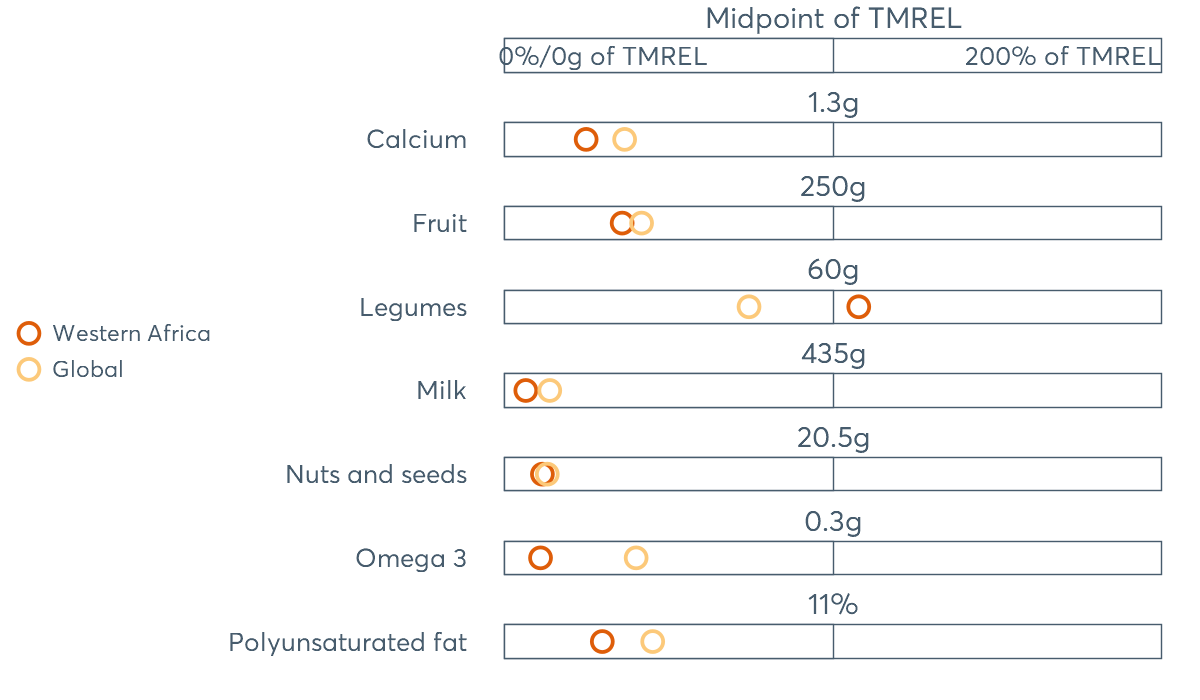 Midpoint of TMREL
0%/0g of TMREL 200% of TMREL
1.3g
Calcium
250g
Fruit
60g
Legumes
Western Africa
435g
Global
Milk
20.5g
Nuts and seeds
0.3g
Omega 3
11%
Polyunsaturated fat